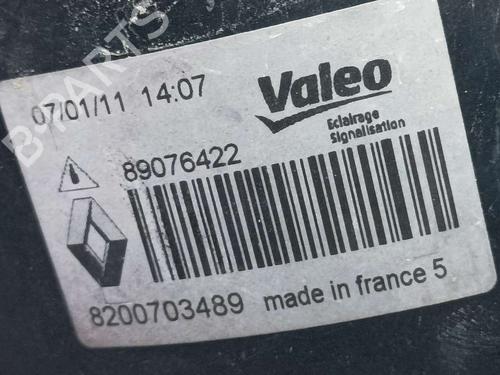 07/01/11 14:07
Valeo
Eclairage
Signalisation
89076422
8200703489 made in france 5
B-PARTS